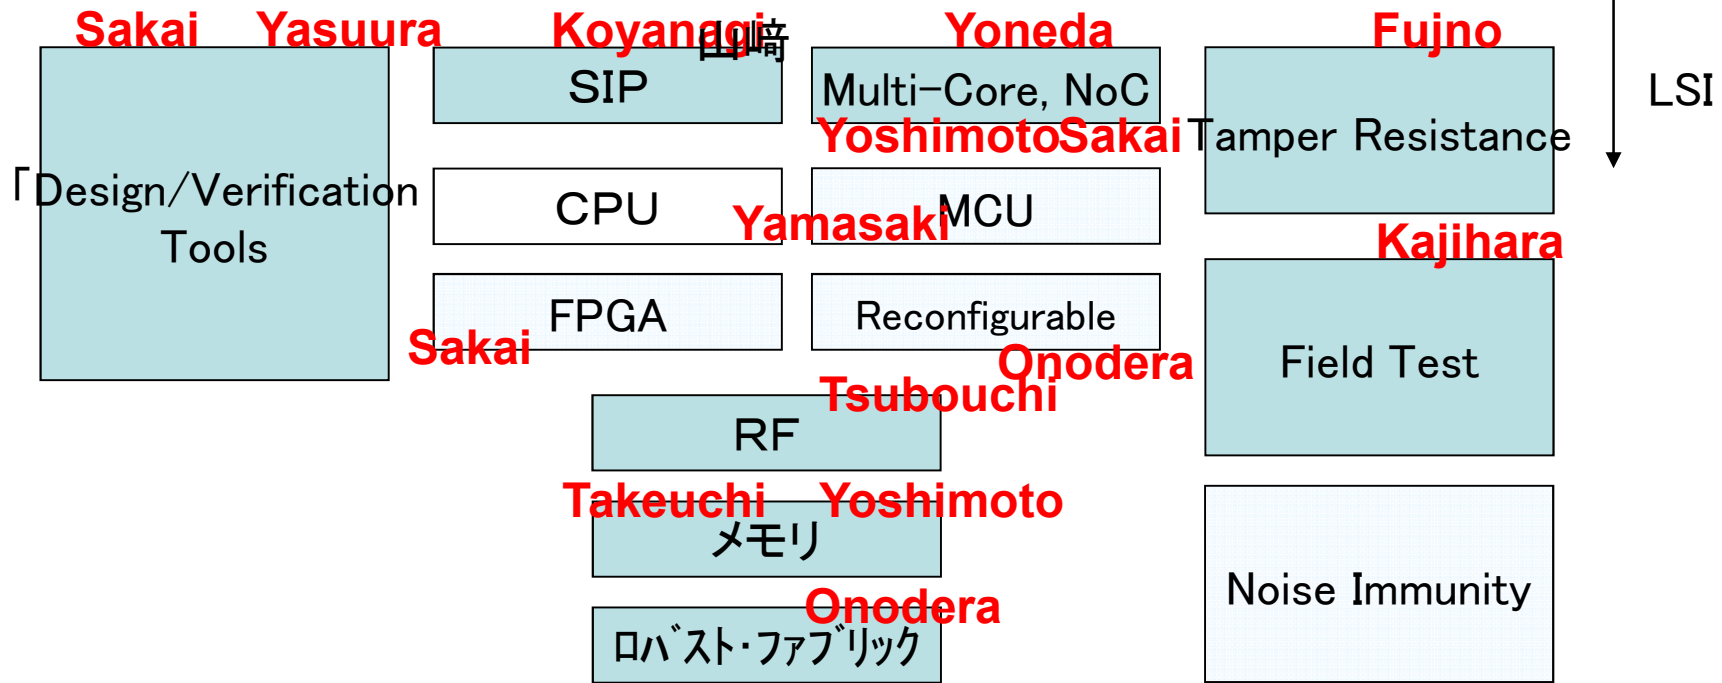 Sakai Yasuura Koyanagi 山崎 Yoneda Fujno
SIP
Multi-Core, NoC
LSI
Yoshimoto Sakai
Tamper Resistance
「Design/Verification
Tools
CPU
Yamasaki
MCU
Kajihara
FPGA
Reconfigurable
Sakai
Onodera
Field Test
Tsubouchi
RF
Takeuchi Yoshimoto
メモリ
Noise Immunity
Onodera
ロバスト・ファブリック